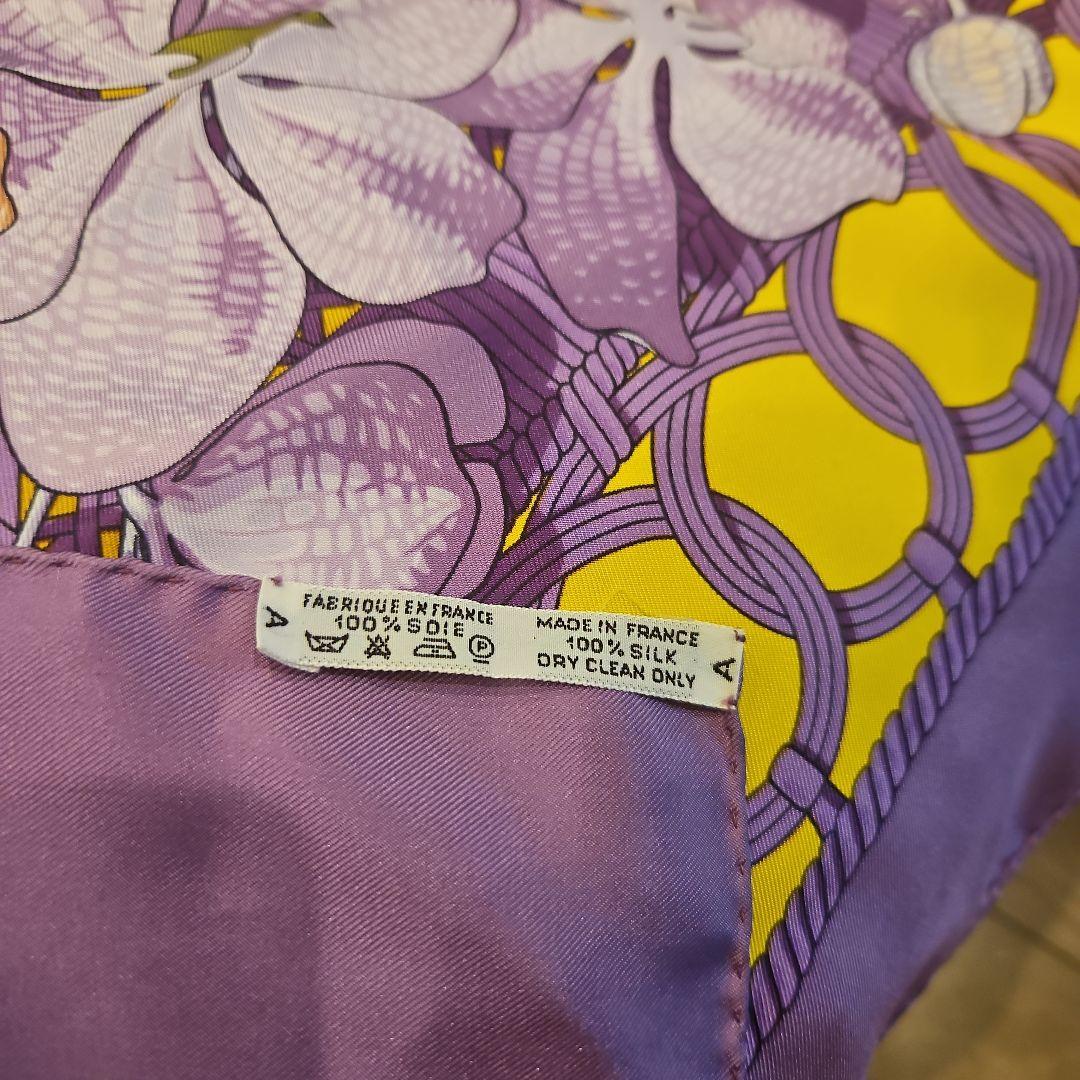 A
FABRIQUE EN FRANCE
100% SOIE
P
MADE IN FRANCE
100% SILK
DRY CLEAN ONLY
A